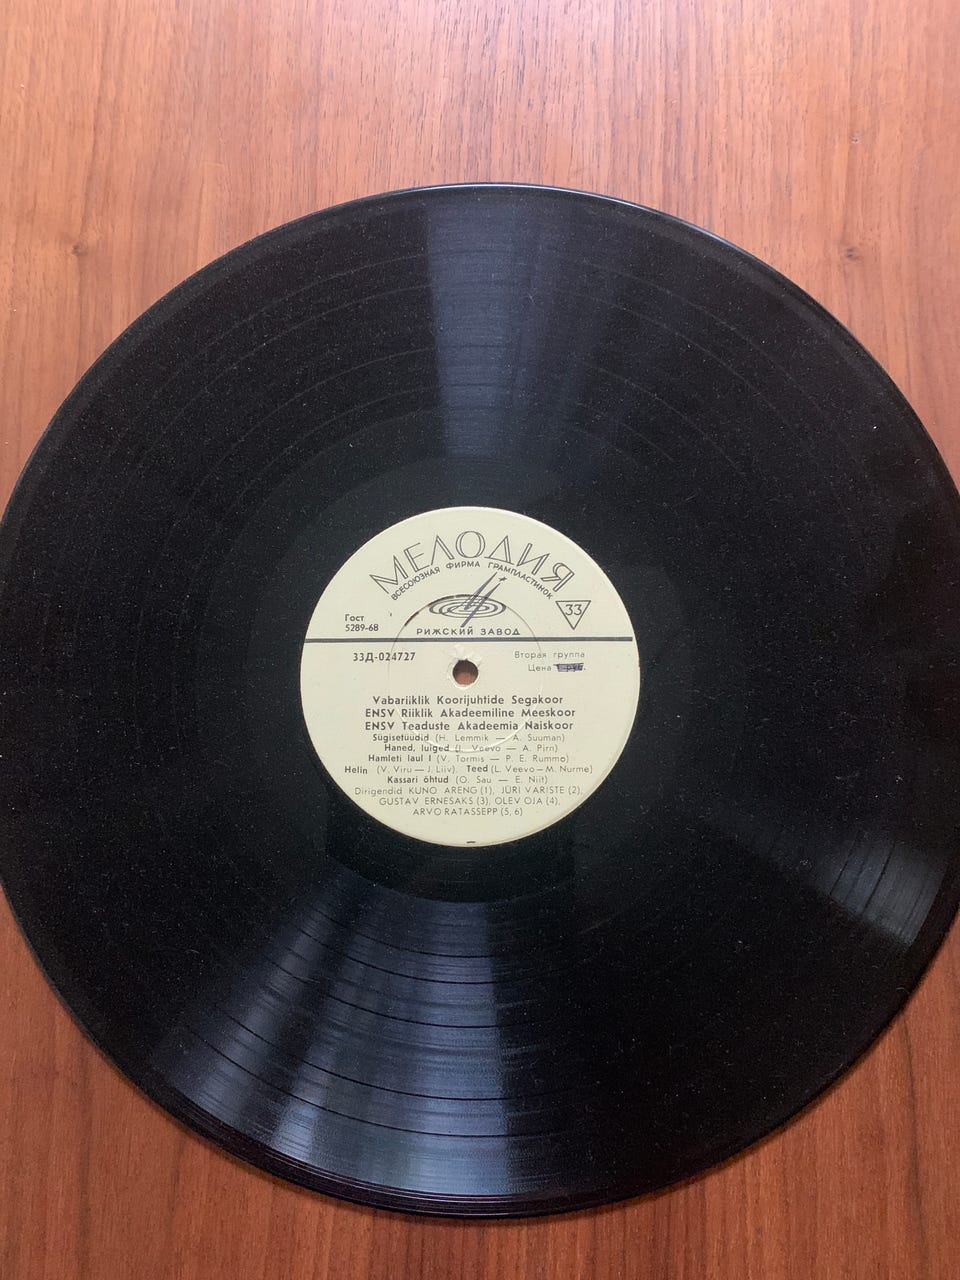 МЕЛОДИЯ
ВСЕСОЮЗНАЯ ФИРМА ГРАМПЛАСТИНОК
33
Гост
5289-68
РИЖСКИЙ ЗАВОД
33Д-024727
Вторая группа
Цена
Vabariiklik Koorijuhtide Segakoor
ENSV Riiklik Akadeemiline Meeskoor
ENSV Teaduste Akadeemia Naiskoor
Sügisetüüdid (H. Lemmik — A. Suuman)
Haned, luiged (L. Veevo — A. Pirn)
Hamleti laul I (V. Tormis — P. E. Rummo)
Helin (V. Viru — J. Liiv). Teed (L. Veevo — M. Nurme)
Kassari õhtud (O. Sau — E. Niit)
Dirigendid KUNO ARENG (1), JÜRI VARISTE (2),
GUSTAV ERNESAKS (3), OLEV OJA (4),
ARVO RATASSEPP (5, 6)